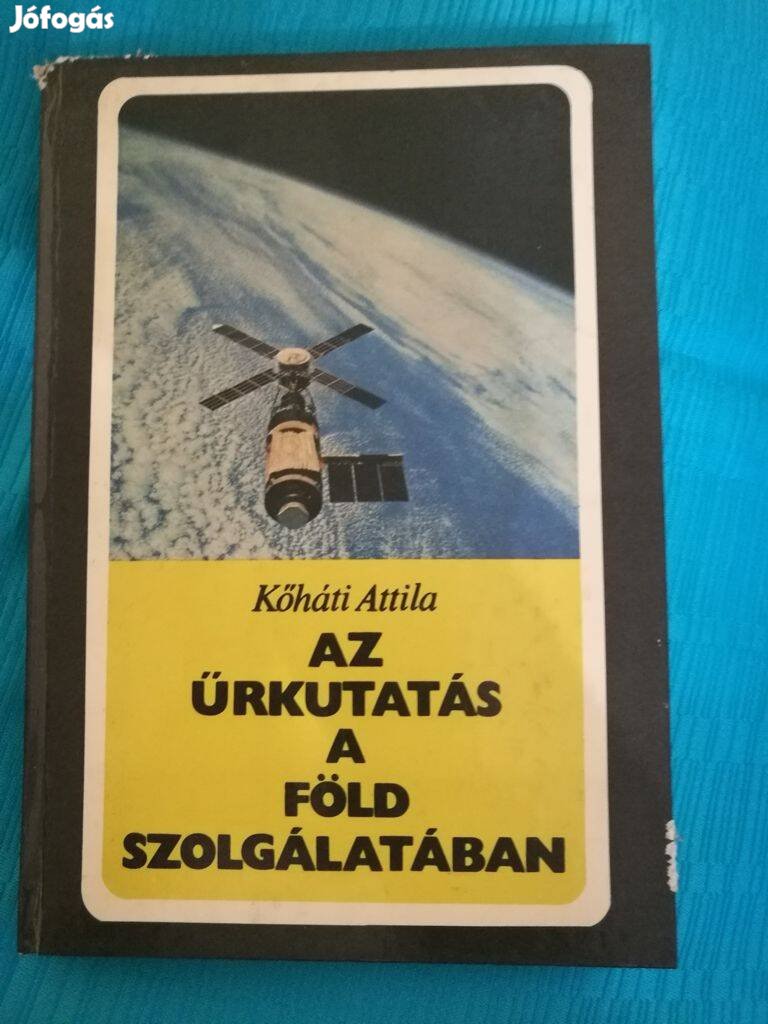 Jófogás
Kőháti Attila
AZ
ŰRKUTATÁS
A
FÖLD
SZOLGÁLATÁBAN